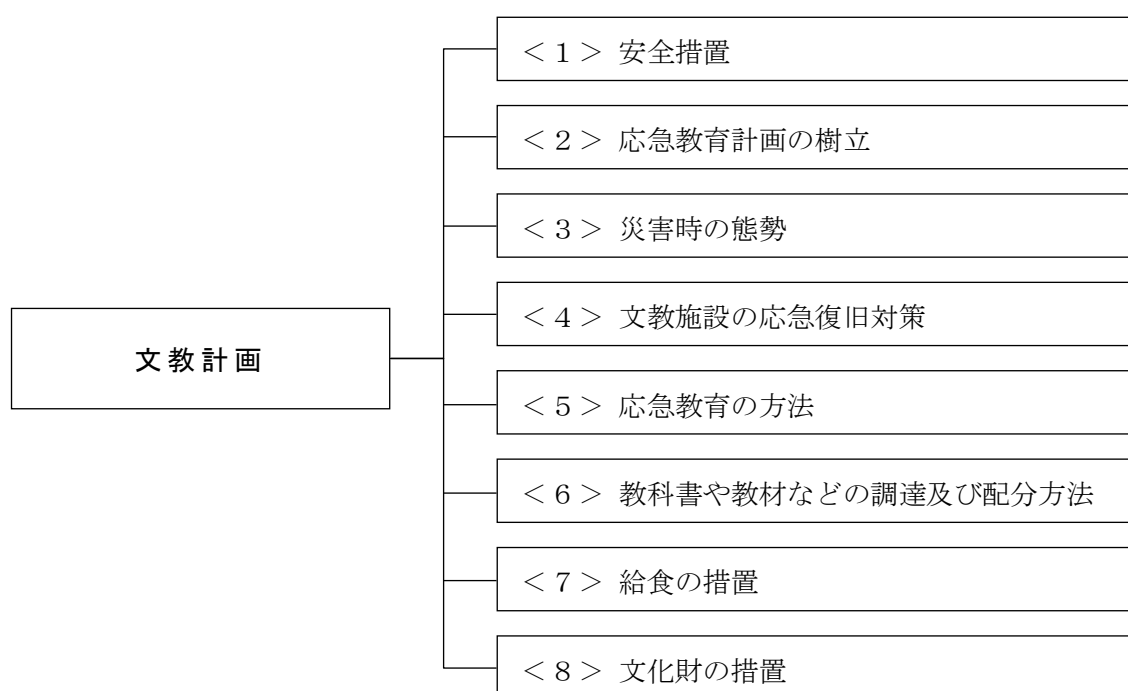 ＜１＞ 安全措置
＜２＞ 応急教育計画の樹立
＜３＞ 災害時の態勢
＜４＞ 文教施設の応急復旧対策
文教計画
＜５＞ 応急教育の方法
＜６＞ 教科書や教材などの調達及び配分方法
＜７＞ 給食の措置
＜８＞ 文化財の措置